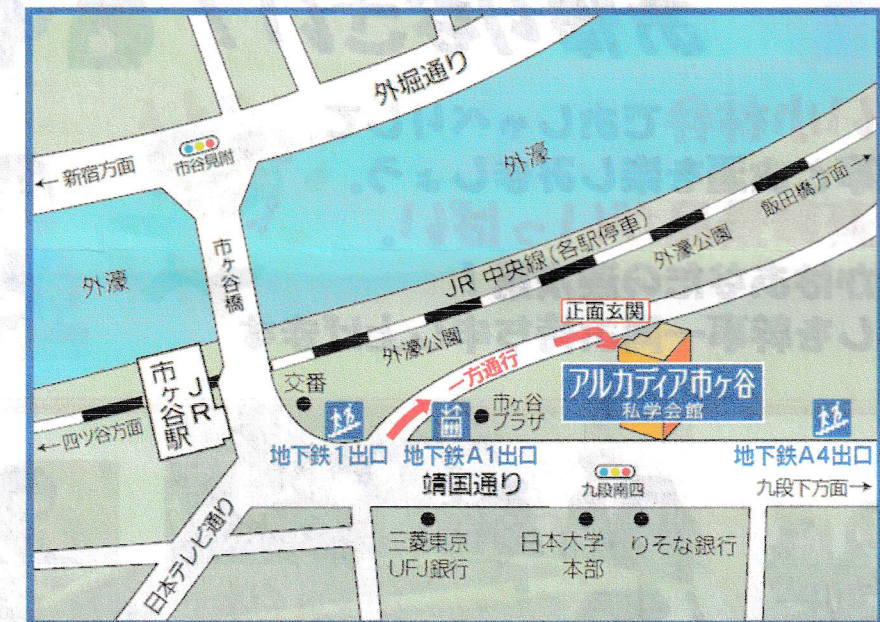 外堀通り
←新宿方面
市谷見附
外濠
外濠
市ヶ谷橋
JR 中央線(各駅停車)
外濠公園
飯田橋方面→
外濠公園
正面玄関
一方通行
アルカディア市ヶ谷
私学会館
JR
市ヶ谷駅
←四ツ谷方面
交番
市ヶ谷
プラザ
地下鉄1出口
地下鉄A1出口
地下鉄A4出口
靖国通り
九段南四
九段下方面→
日本テレビ通り
三菱東京
UFJ銀行
日本大学
本部
りそな銀行